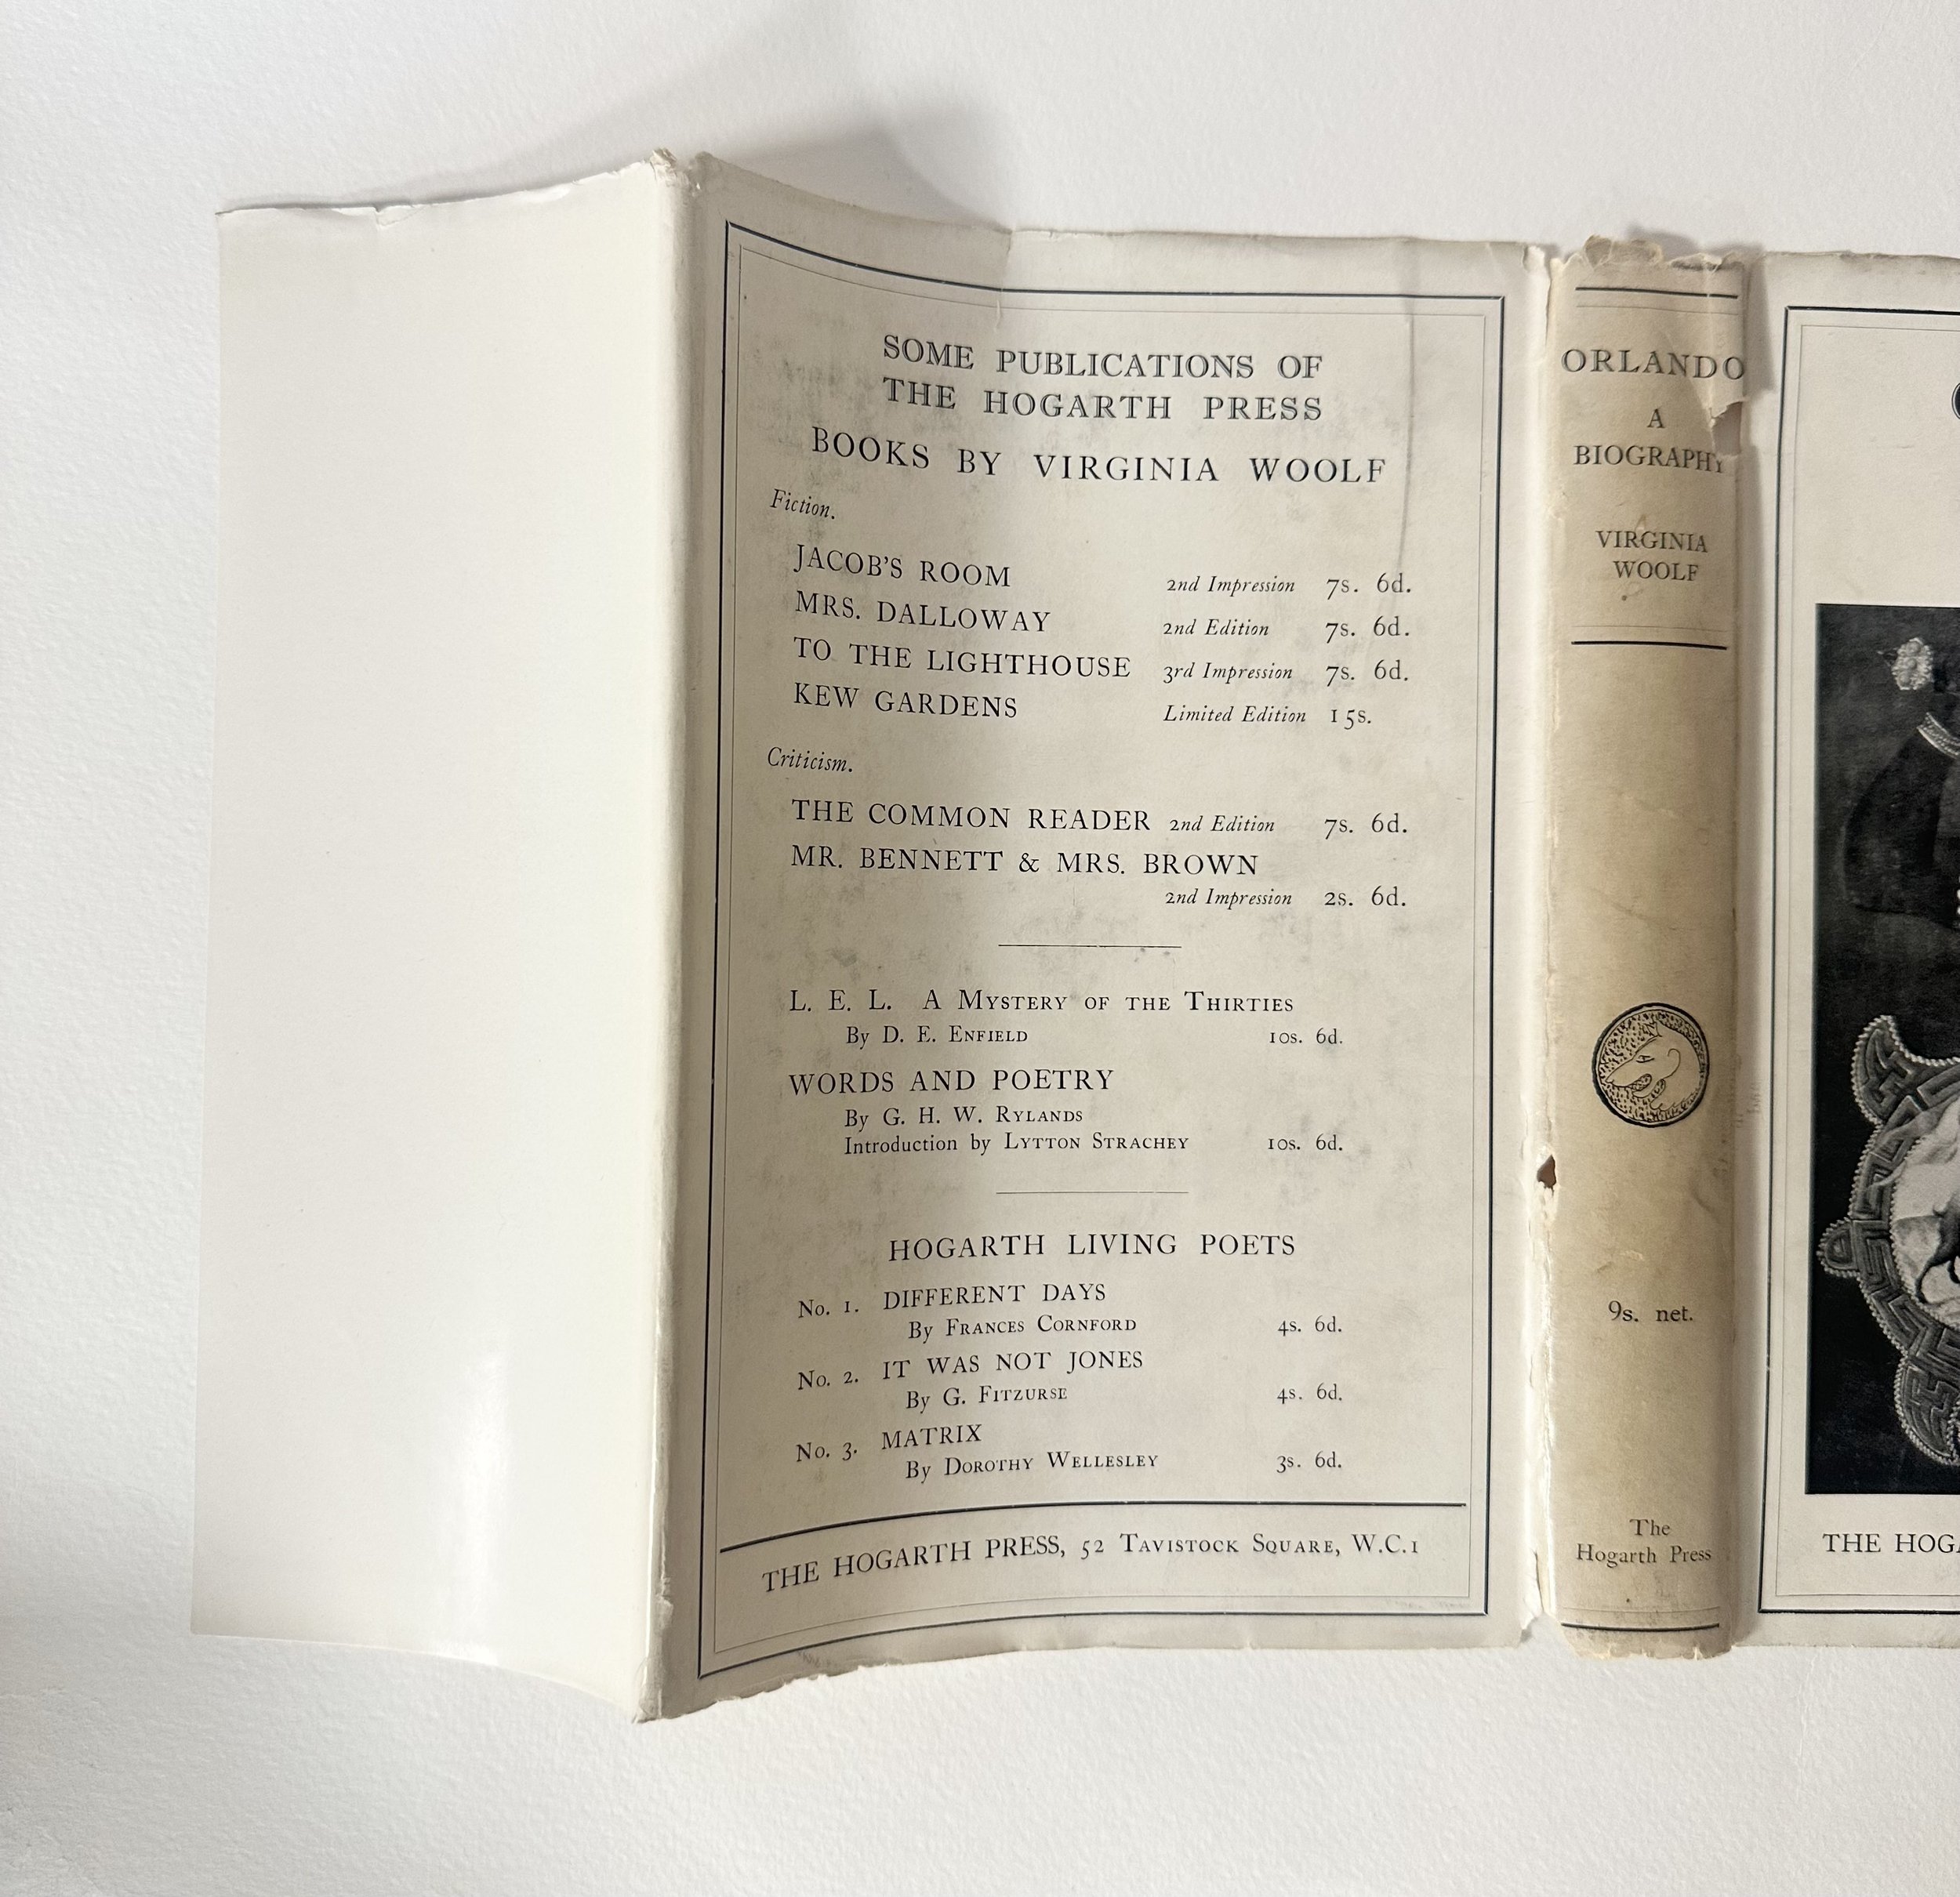 SOME PUBLICATIONS OF
THE HOGARTH PRESS
BOOKS BY VIRGINIA WOOLF
Fiction.
JACOB'S ROOM 2nd Impression 7s. 6d.
MRS. DALLOWAY 2nd Edition 7s. 6d.
TO THE LIGHTHOUSE 3rd Impression 7s. 6d.
KEW GARDENS Limited Edition 15s.
Criticism.
THE COMMON READER 2nd Edition 7s. 6d.
MR. BENNETT & MRS. BROWN
2nd Impression 2s. 6d.
L. E. L. A MYSTERY OF THE THIRTIES
By D. E. ENFIELD 10s. 6d.
WORDS AND POETRY
By G. H. W. RYLANDS
Introduction by LYTTON STRACHEY 10s. 6d.
HOGARTH LIVING POETS
No. 1. DIFFERENT DAYS
By FRANCES CORNFORD 4s. 6d.
No. 2. IT WAS NOT JONES
By G. FITZURSE 4s. 6d.
No. 3. MATRIX
By DOROTHY WELLESLEY 3s. 6d.
THE HOGARTH PRESS, 52 TAVISTOCK SQUARE, W.C.1
ORLANDO
A
BIOGRAPHY
VIRGINIA
WOOLF
9s. net.
The
Hogarth Press
THE